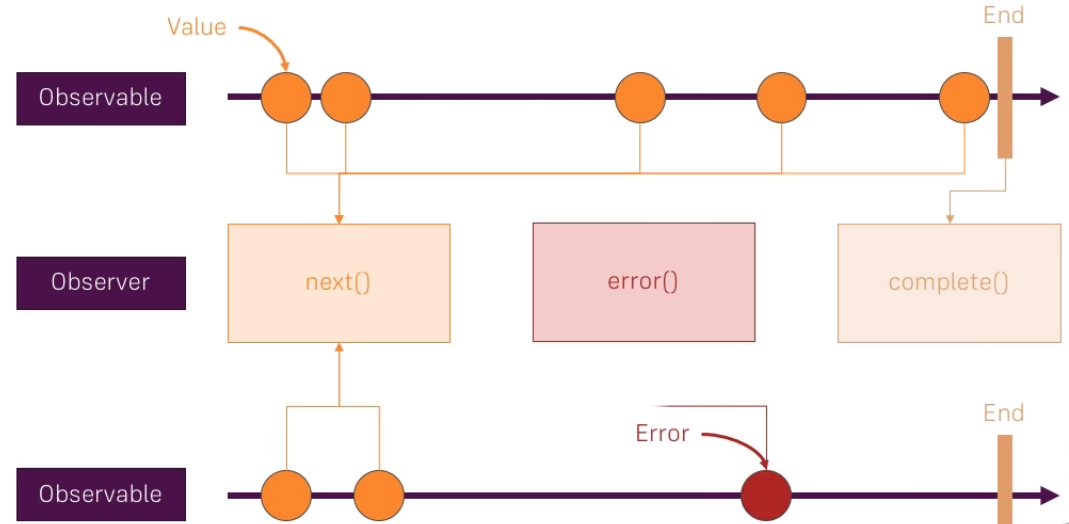 Value
End
Observable
Observer
next()
error()
complete()
Error
End
Observable